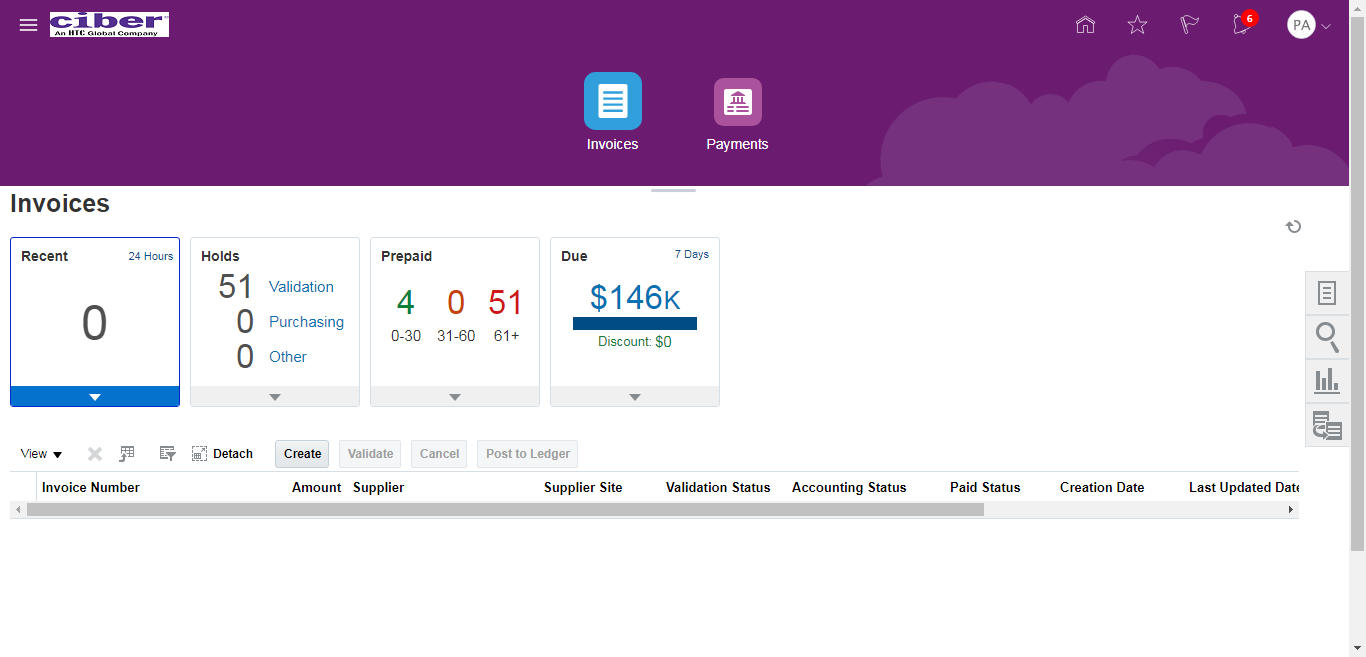 ciber
An HTC Global Company
6
PA
Invoices
Payments
Invoices
Recent
24 Hours
0
Holds
51 Validation
0 Purchasing
0 Other
Prepaid
4 0 51
0-30 31-60 61+
Due
7 Days
$146K
Discount: $0
View
Detach
Create
Validate
Cancel
Post to Ledger
Invoice Number Amount Supplier Supplier Site Validation Status Accounting Status Paid Status Creation Date Last Updated Date